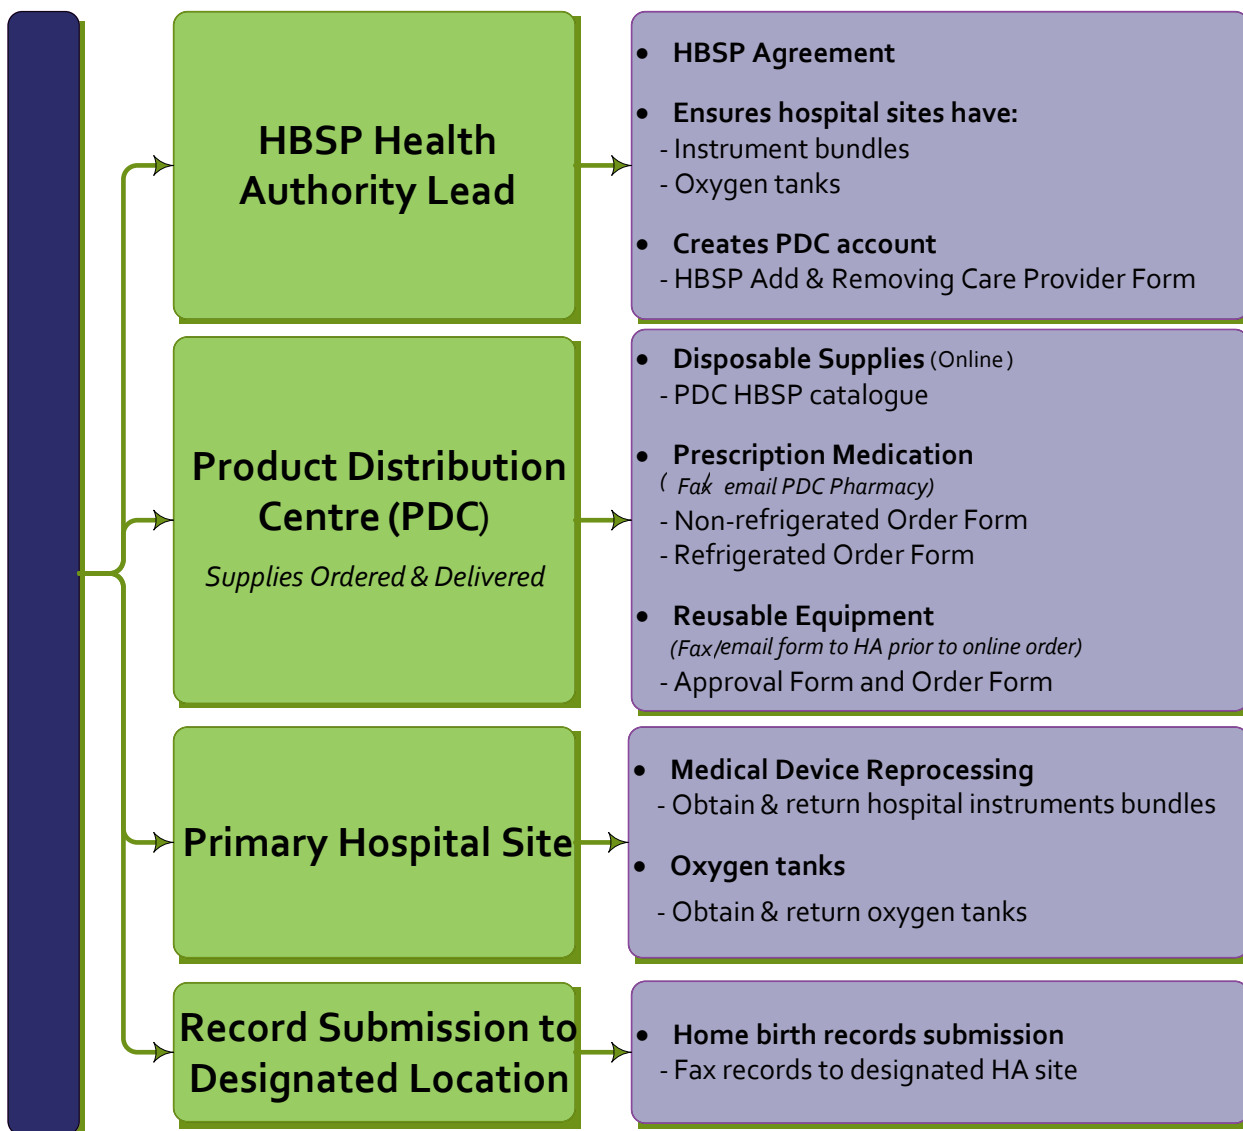 HBSP Health
Authority Lead
• HBSP Agreement
• Ensures hospital sites have:
- Instrument bundles
- Oxygen tanks
• Creates PDC account
- HBSP Add & Removing Care Provider Form
Product Distribution
Centre (PDC)
Supplies Ordered & Delivered
• Disposable Supplies (Online)
- PDC HBSP catalogue
• Prescription Medication
( Fax/ email PDC Pharmacy)
- Non-refrigerated Order Form
- Refrigerated Order Form
• Reusable Equipment
(Fax/email form to HA prior to online order)
- Approval Form and Order Form
Primary Hospital Site
• Medical Device Reprocessing
- Obtain & return hospital instruments bundles
• Oxygen tanks
- Obtain & return oxygen tanks
Record Submission to
Designated Location
• Home birth records submission
- Fax records to designated HA site